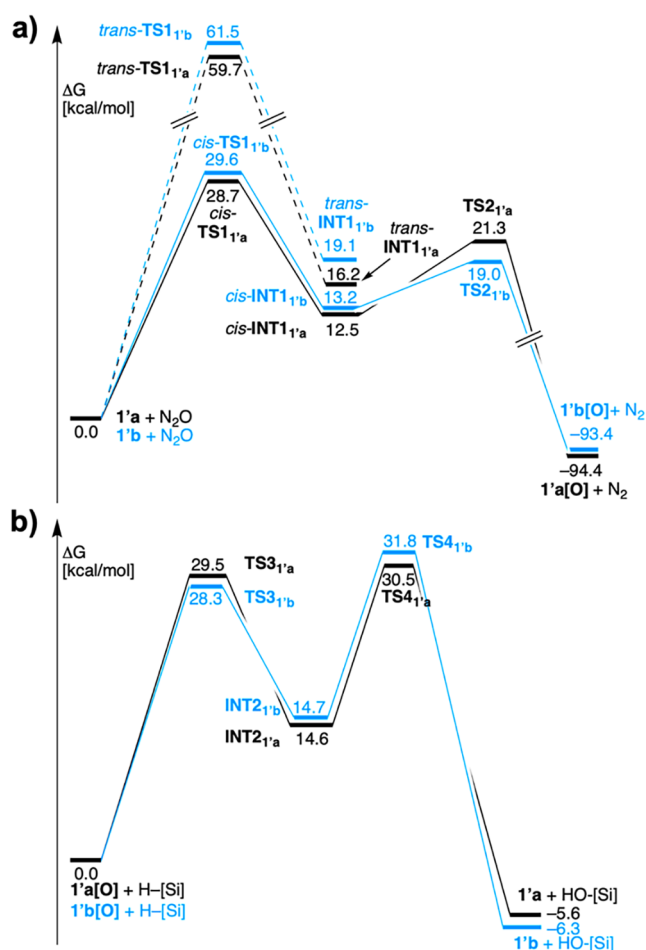 a)
trans-TS11'b
61.5
trans-TS11'a
59.7
ΔG
[kcal/mol]
cis-TS11'b
29.6
28.7
cis-
TS11'a
trans-
INT11'b
19.1
trans-
INT11'a
16.2
cis-INT11'b
13.2
cis-INT11'a
12.5
TS21'a
21.3
19.0
TS21'b
0.0
1'a + N2O
1'b + N2O
1'b[O]+ N2
–93.4
–94.4
1'a[O] + N2
b)
ΔG
[kcal/mol]
29.5
TS31'a
28.3
TS31'b
31.8
TS41'b
30.5
TS41'a
INT21'b
14.7
INT21'a
14.6
0.0
1'a[O] + H–[Si]
1'b[O] + H–[Si]
1'a + HO-[Si]
–5.6
–6.3
1'b + HO-[Si]